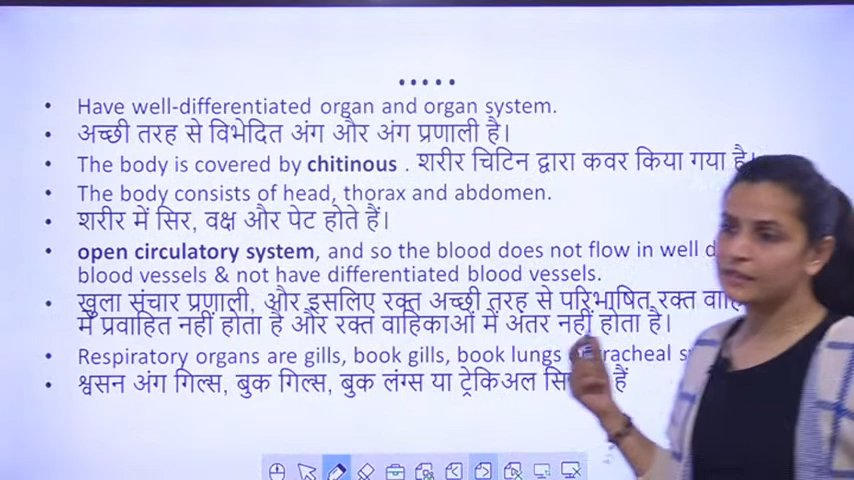 .....
• Have well-differentiated organ and organ system.
• अच्छी तरह से विभेदित अंग और अंग प्रणाली है।
• The body is covered by chitinous . शरीर चिटिन द्वारा कवर किया गया है.
• The body consists of head, thorax and abdomen.
• शरीर में सिर, वक्ष और पेट होते हैं।
• open circulatory system, and so the blood does not flow in well
blood vessels & not have differentiated blood vessels.
• खुला संचार प्रणाली, और इसलिए रक्त अच्छी तरह से परिभाषित रक्त
में प्रवाहित नहीं होता है और रक्त वाहिकाओं में अंतर नहीं होता है।
• Respiratory organs are gills, book gills, book lungs
• श्वसन अंग गिल्स, बुक गिल्स, बुक लंग्स या ट्रेकिअल हैं